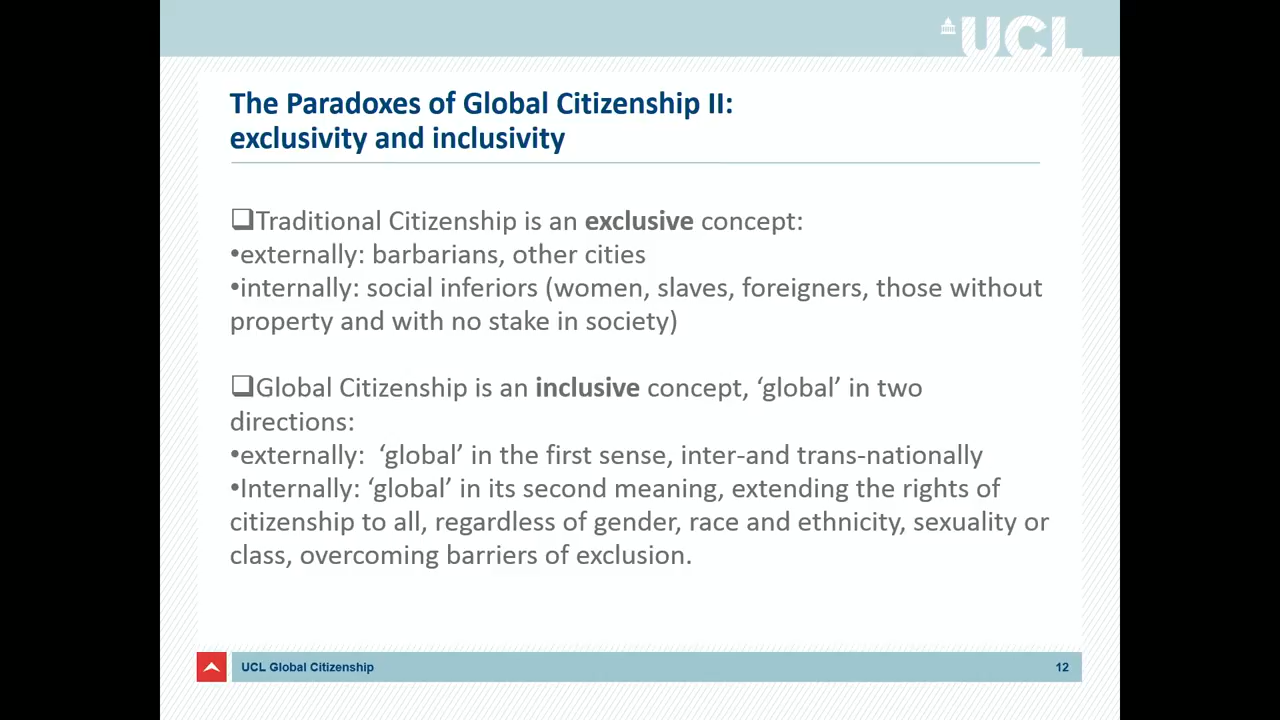 UCL
The Paradoxes of Global Citizenship II:
exclusivity and inclusivity
❑Traditional Citizenship is an exclusive concept:
•externally: barbarians, other cities
•internally: social inferiors (women, slaves, foreigners, those without
property and with no stake in society)
❑Global Citizenship is an inclusive concept, ‘global’ in two
directions:
•externally:  ‘global’ in the first sense, inter-and trans-nationally
•Internally: ‘global’ in its second meaning, extending the rights of
citizenship to all, regardless of gender, race and ethnicity, sexuality or
class, overcoming barriers of exclusion.
UCL Global Citizenship 12